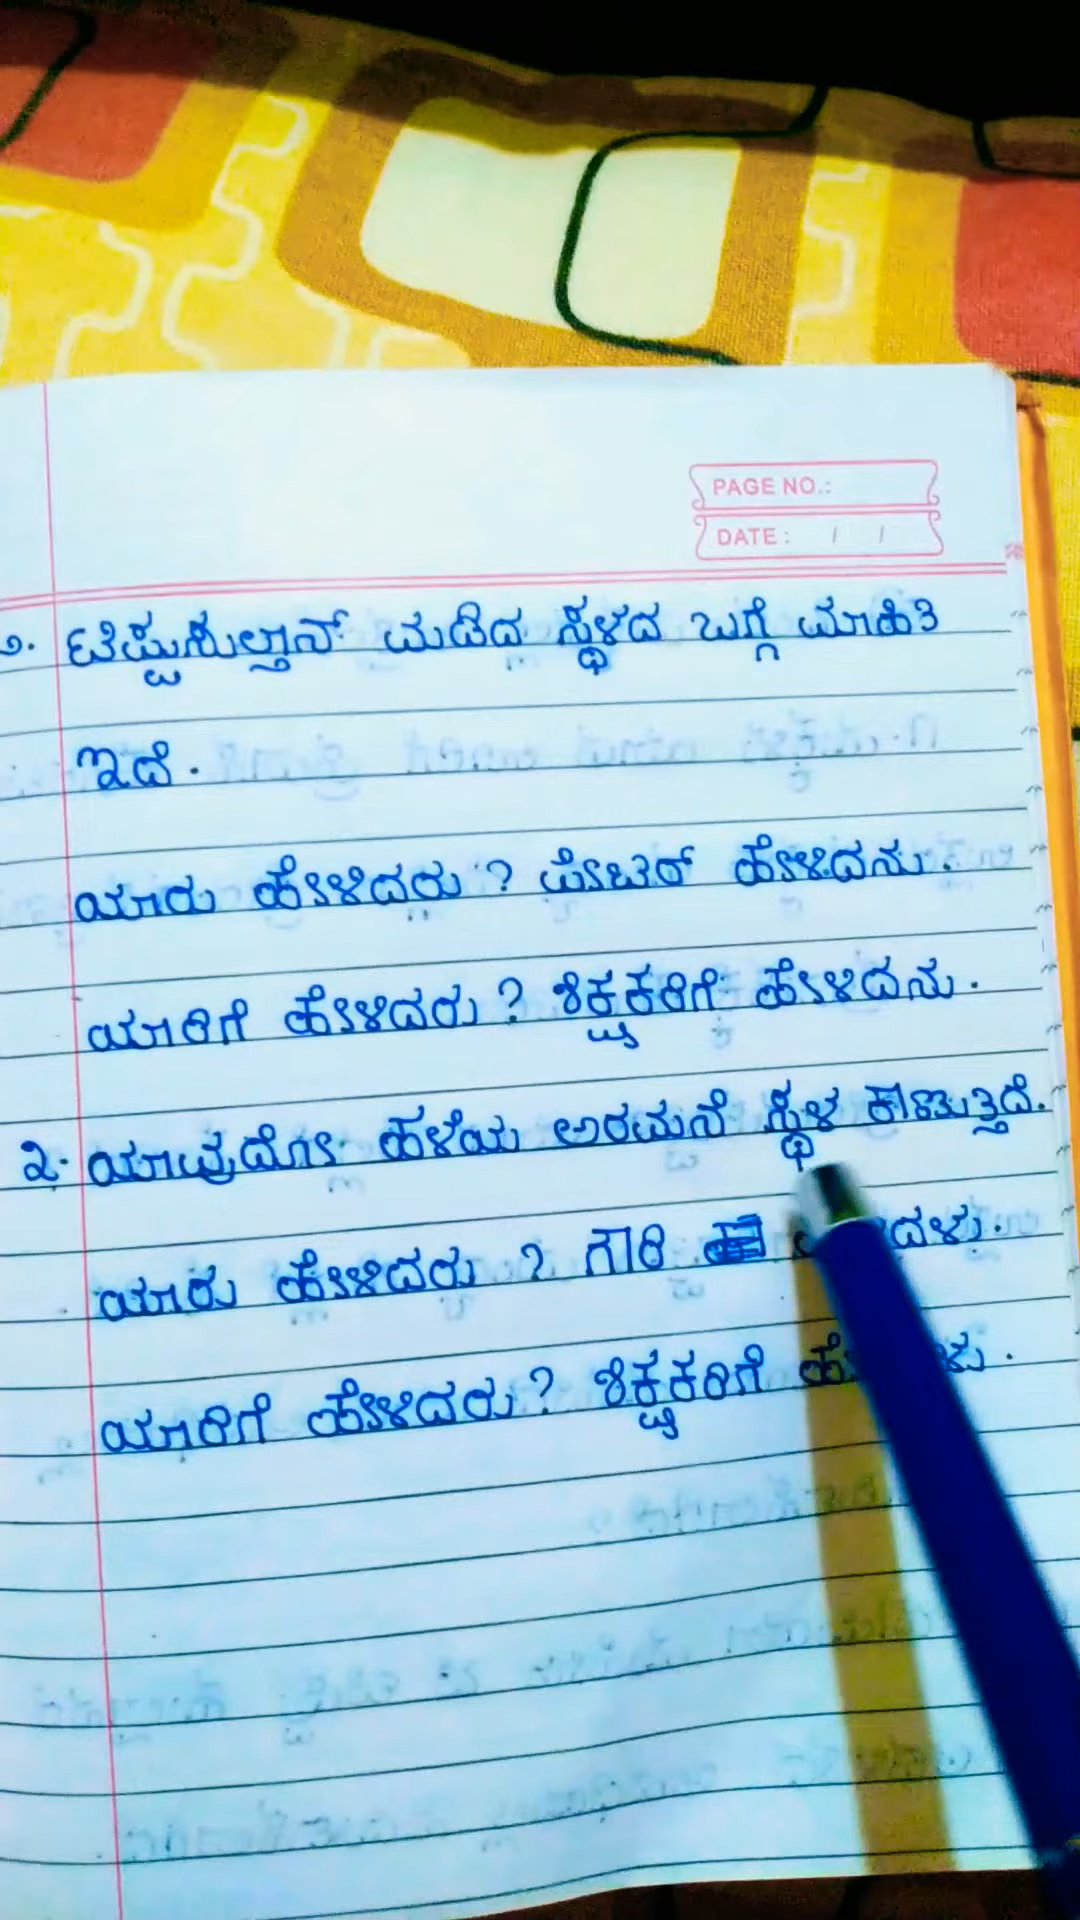 PAGE NO.:
DATE: / /
೧. ಟಿಪ್ಪುಸುಲ್ತಾನ್ ಮಡಿದ ಸ್ಥಳದ ಬಗ್ಗೆ ಮಾಹಿತಿ
ಇದೆ.
ಯಾರು ಹೇಳಿದರು? ಪೀಟರ್ ಹೇಳಿದನು.
ಯಾರಿಗೆ ಹೇಳಿದರು? ಶಿಕ್ಷಕರಿಗೆ ಹೇಳಿದನು.
೨. ಯಾವುದೋ ಹಳೆಯ ಅರಮನೆ ಸ್ಥಳ ಕಾಣುತ್ತದೆ.
ಯಾರು ಹೇಳಿದರು? ಗೌರಿ
ಯಾರಿಗೆ ಹೇಳಿದರು? ಶಿಕ್ಷಕರಿಗೆ